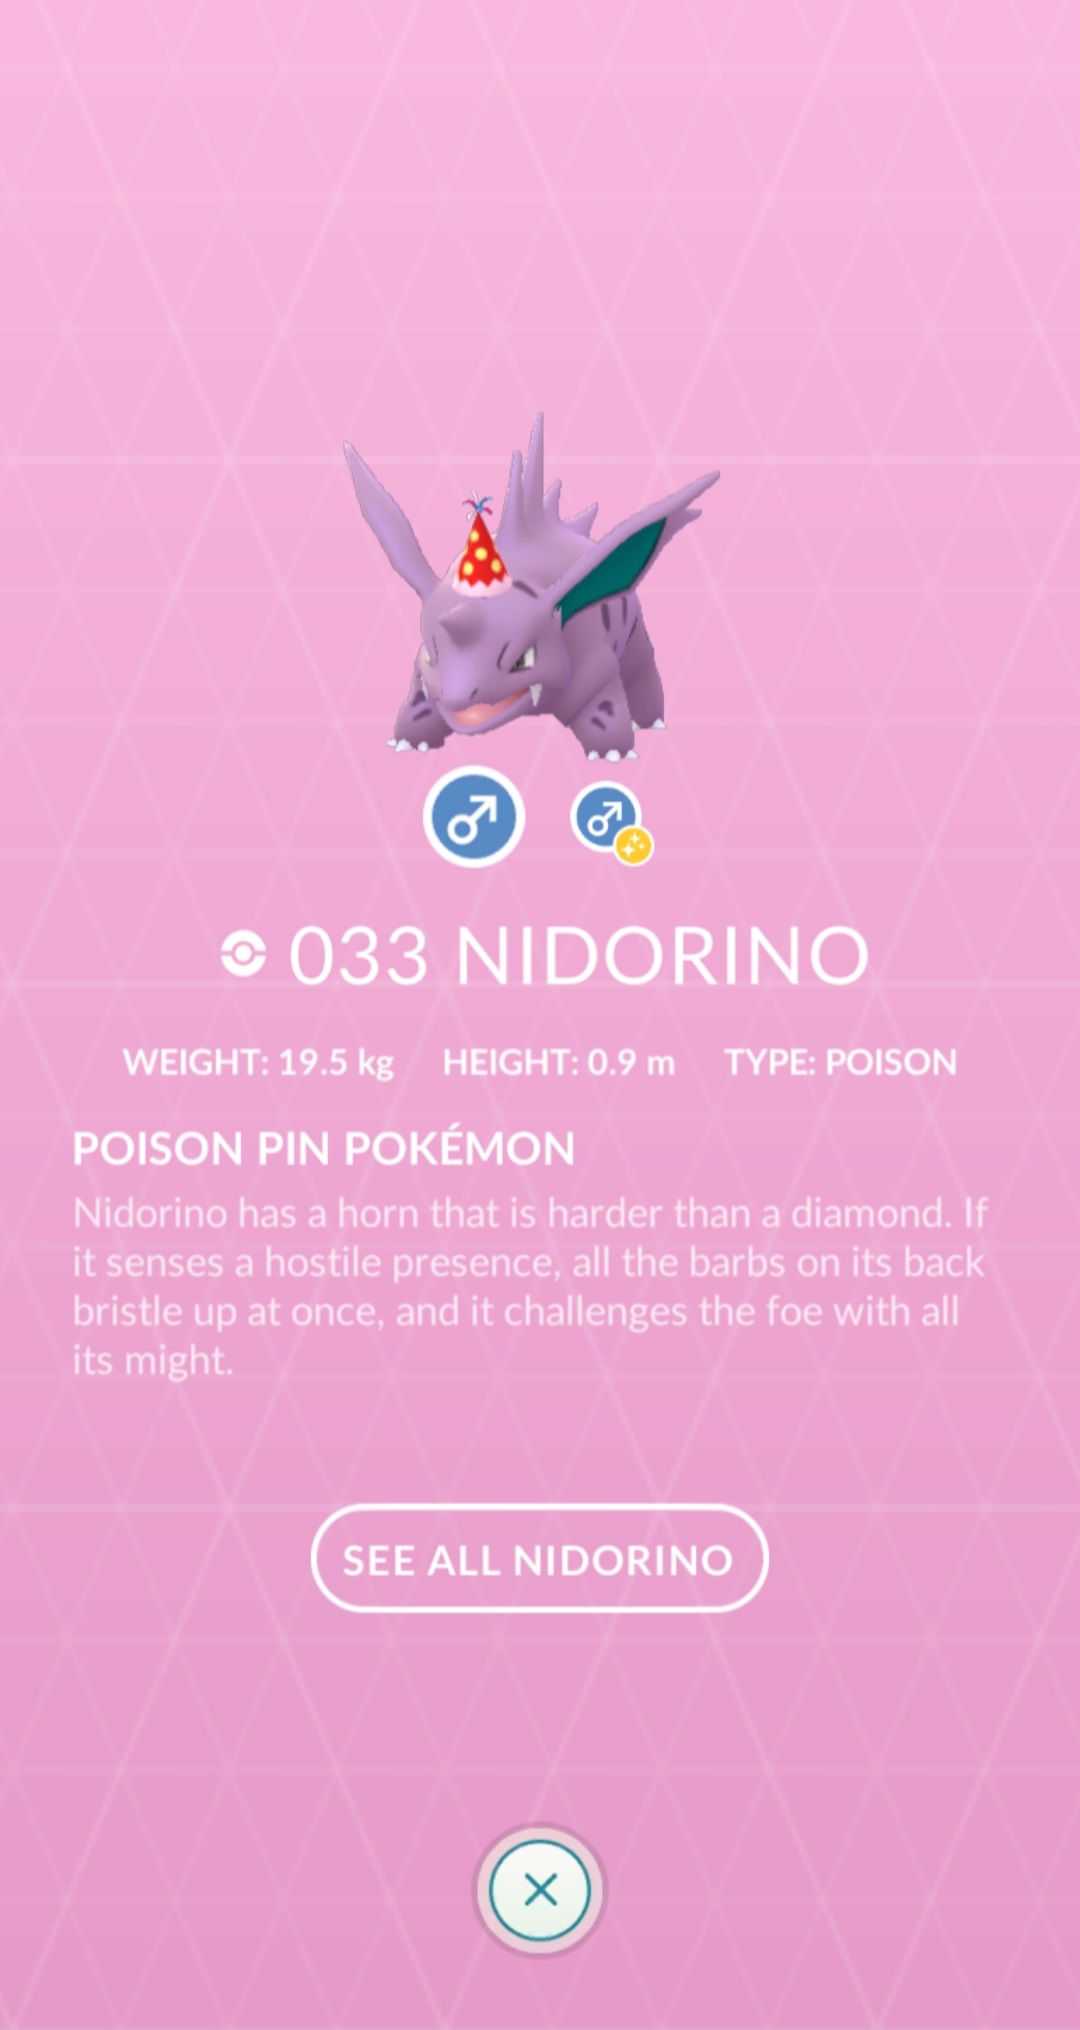 033 NIDORINO
WEIGHT: 19.5 kg HEIGHT: 0.9 m TYPE: POISON
POISON PIN POKÉMON
Nidorino has a horn that is harder than a diamond. If
it senses a hostile presence, all the barbs on its back
bristle up at once, and it challenges the foe with all
its might.
SEE ALL NIDORINO